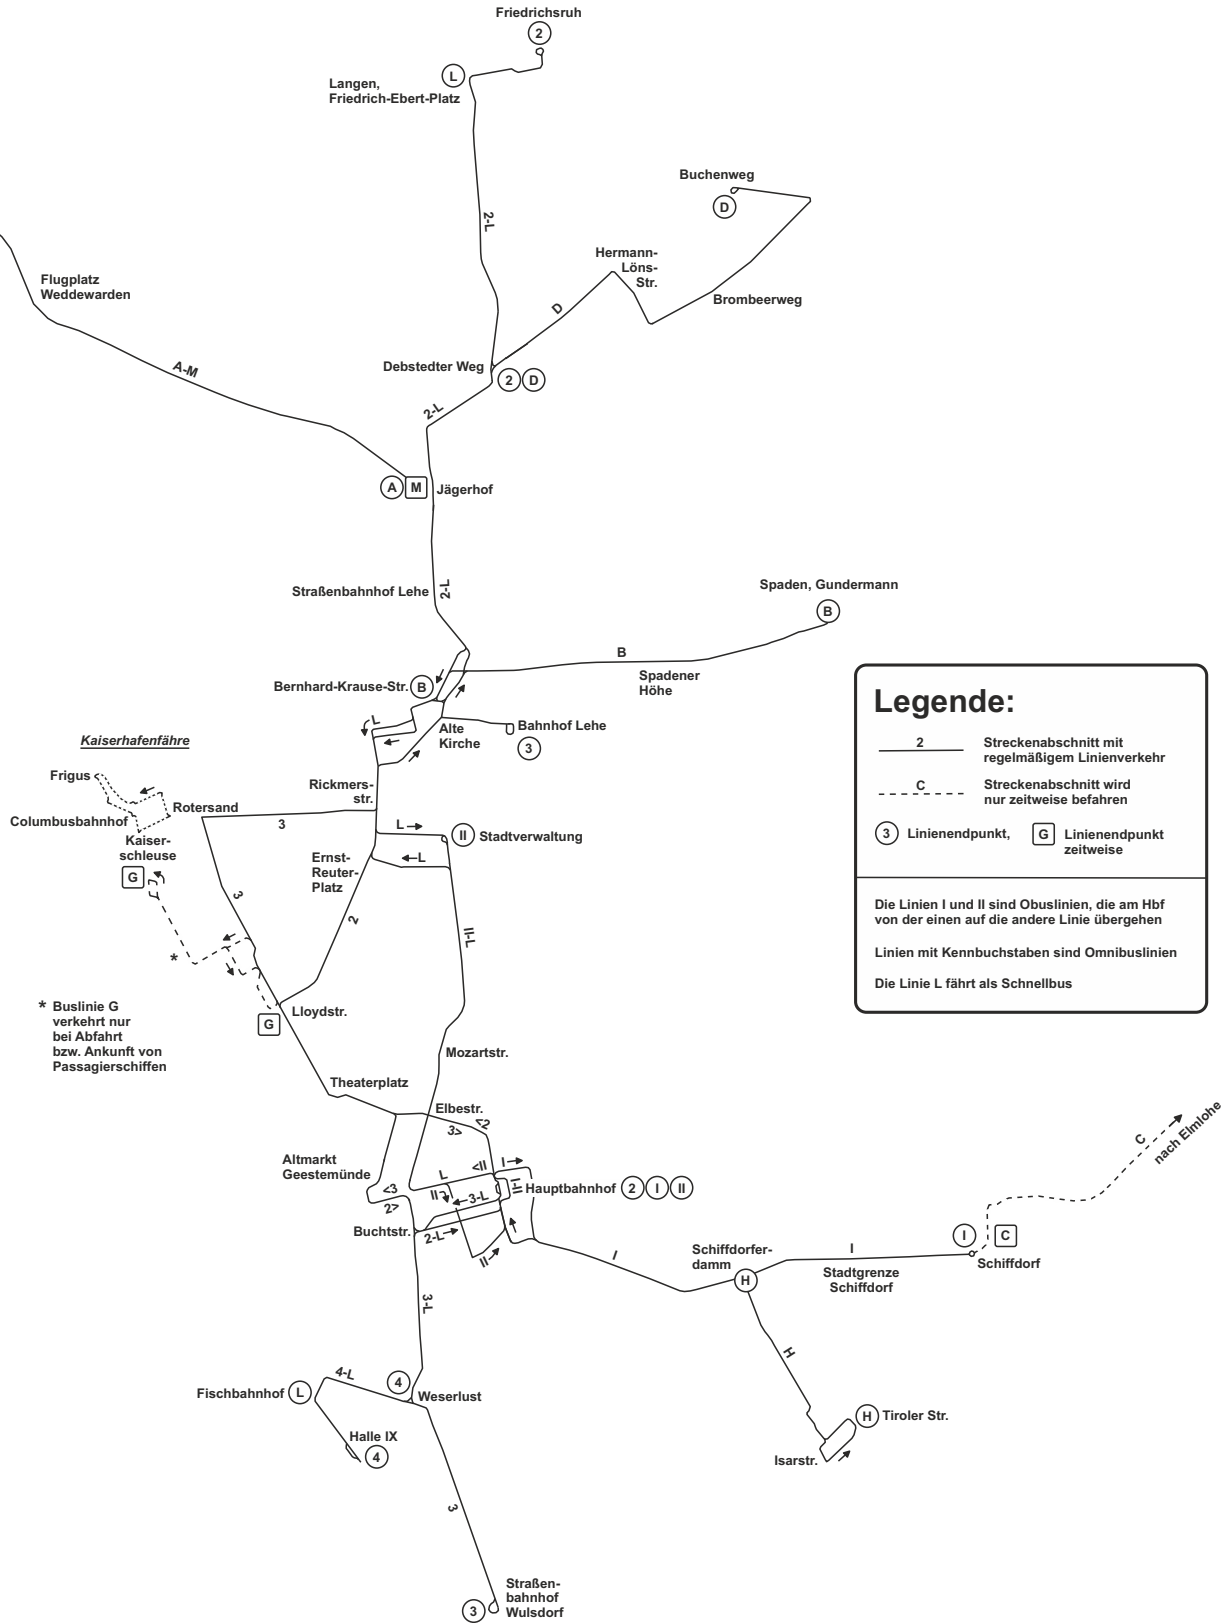 Friedrichsruh
2
L
Langen,
Friedrich-Ebert-Platz
Buchenweg
D
2-L
Hermann-
Löns-
Str.
Flugplatz
Weddewarden
Brombeerweg
D
A-M
Debstedter Weg
2 D
2-L
A M Jägerhof
Straßenbahnhof Lehe
2-L
Spaden, Gundermann
B
B
Spadener
Höhe
Bernhard-Krause-Str. B
L
Alte
Kirche
Bahnhof Lehe
3
Kaiserhafenfähre
Frigus
Rotersand
Columbusbahnhof
Kaiser-
schleuse
G
Rickmers-
str.
3
L
II Stadtverwaltung
L
Ernst-
Reuter-
Platz
3
2
II-L
*
* Buslinie G
verkehrt nur
bei Abfahrt
bzw. Ankunft von
Passagierschiffen
Lloydstr.
G
Mozartstr.
Theaterplatz
Elbestr.
<2
3>
Altmarkt
Geestemünde
L
<II
I
II
I-II
Hauptbahnhof 2 I II
3-L
<3
2>
Buchtstr.
2-L
II
I
Schiffdorfer-
damm
H
I
Stadtgrenze
Schiffdorf
I C
Schiffdorf
C
nach Elmlohe
3-L
H
4-L
4
Fischbahnhof L
Weserlust
Halle IX
4
H Tiroler Str.
Isarstr.
3
Straßen-
bahnhof
Wulsdorf
3
Legende:
2
Streckenabschnitt mit
regelmäßigem Linienverkehr
C
Streckenabschnitt wird
nur zeitweise befahren
3 Linienendpunkt,
G Linienendpunkt
zeitweise
Die Linien I und II sind Obuslinien, die am Hbf
von der einen auf die andere Linie übergehen
Linien mit Kennbuchstaben sind Omnibuslinien
Die Linie L fährt als Schnellbus